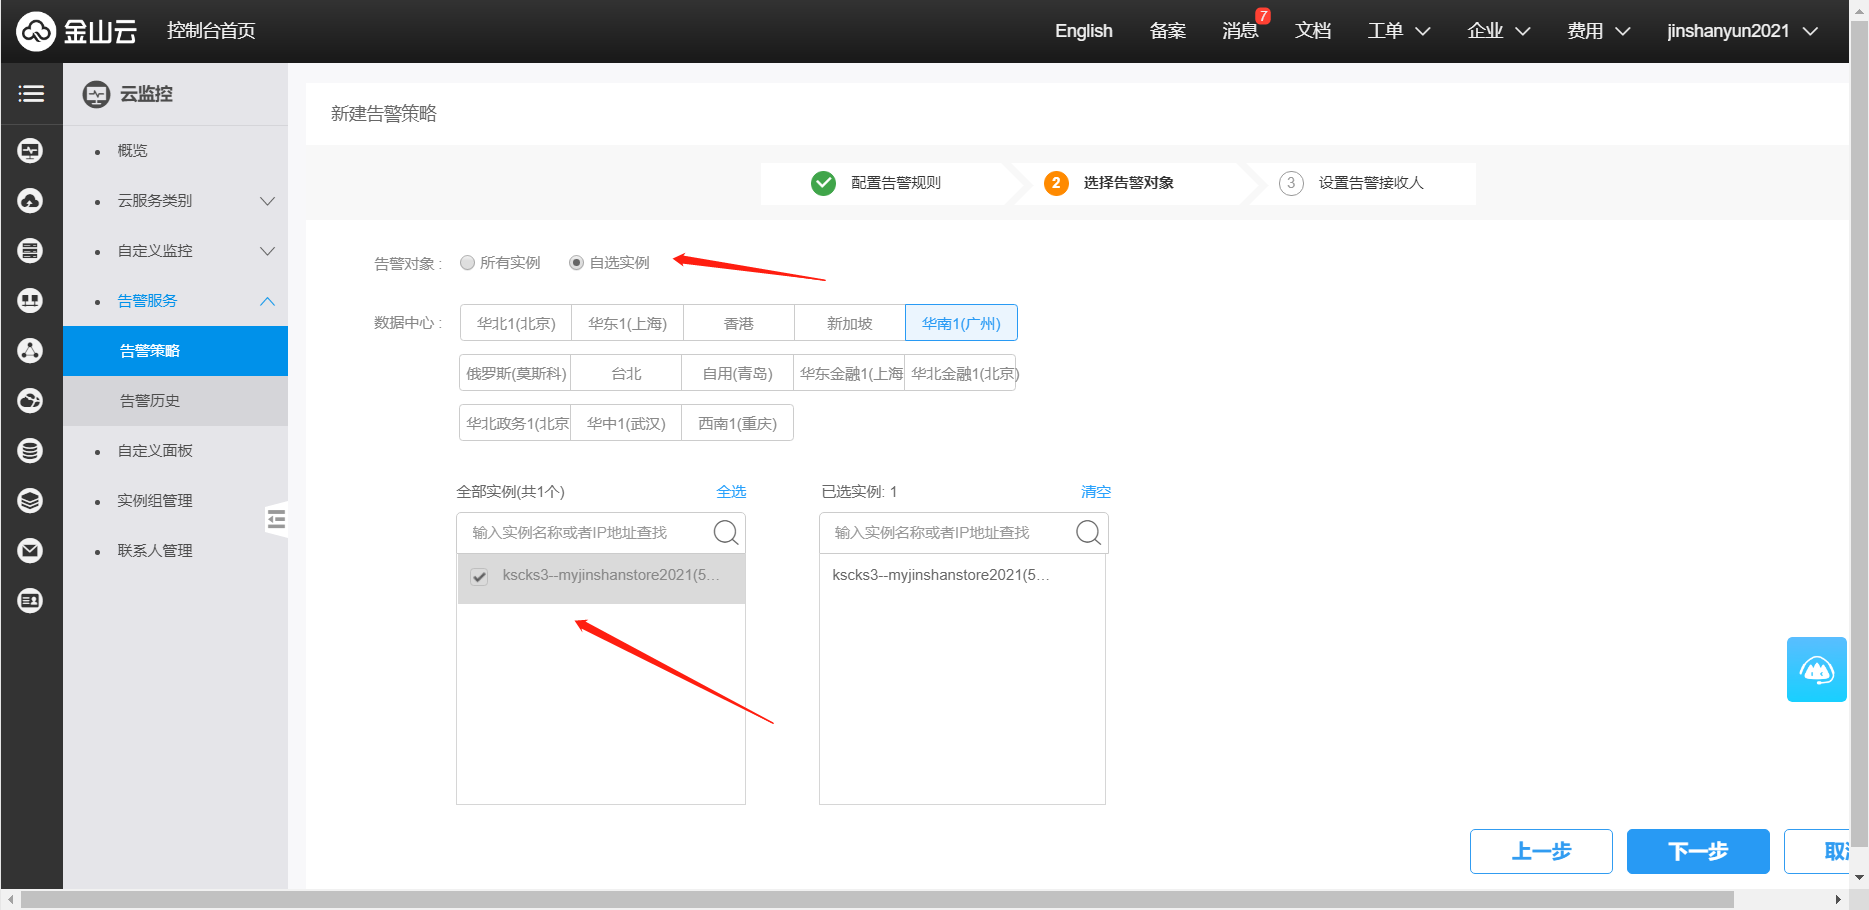 金山云 控制台首页 English 备案 消息 7 文档 工单 企业 费用 jinshanyun2021
云监控
概览
云服务类别
自定义监控
告警服务
告警策略
告警历史
自定义面板
实例组管理
联系人管理
新建告警策略
配置告警规则 2 选择告警对象 3 设置告警接收人
告警对象： 所有实例 自选实例
数据中心： 华北1(北京) 华东1(上海) 香港 新加坡 华南1(广州)
俄罗斯(莫斯科) 台北 自用(青岛) 华东金融1(上海 华北金融1(北京)
华北政务1(北京 华中1(武汉) 西南1(重庆)
全部实例(共1个) 全选 已选实例: 1 清空
输入实例名称或者IP地址查找 输入实例名称或者IP地址查找
kscks3--myjinshanstore2021(5... kscks3--myjinshanstore2021(5...
上一步 下一步 取